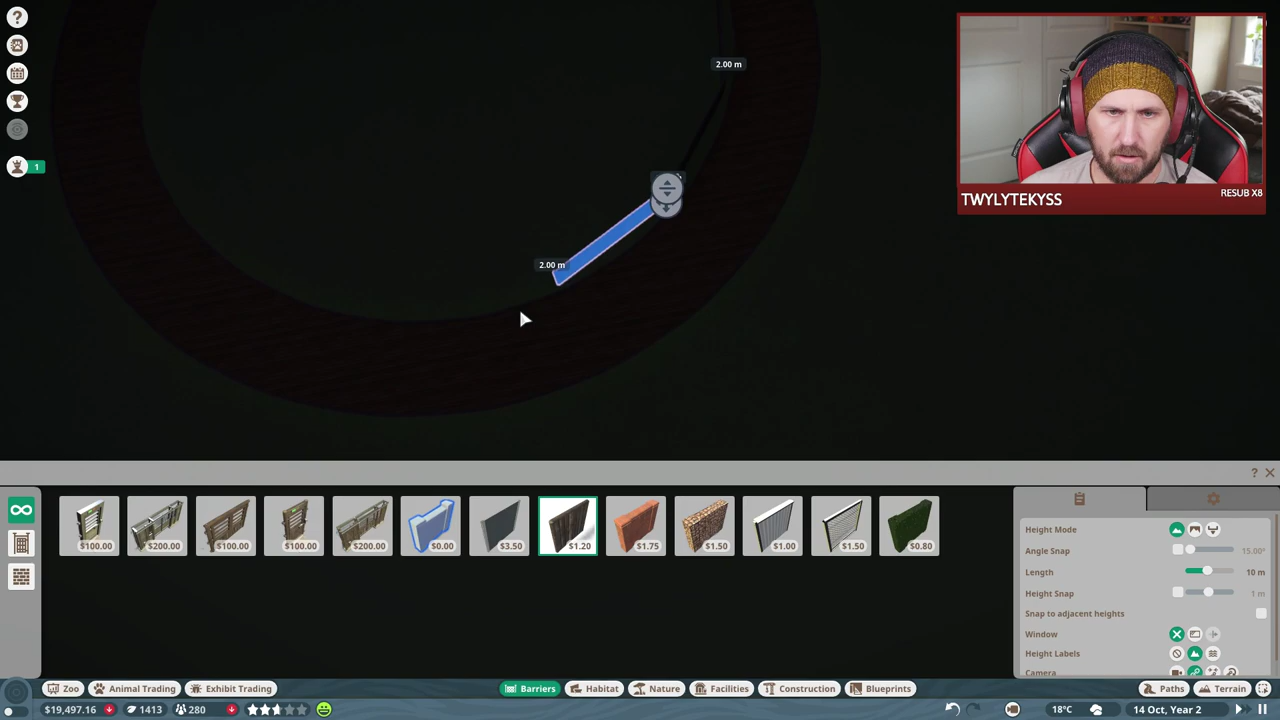 2.00 m
1
2.00 m
TWYLYTEKYSS
RESUB X8
?
?
$100.00
$200.00
$100.00
$100.00
$200.00
$0.00
$3.50
$1.20
$1.75
$1.50
$1.00
$1.50
$0.80
Height Mode
Angle Snap
15.00°
Length
10 m
Height Snap
1 m
Snap to adjacent heights
Window
Height Labels
Camera
Zoo
Animal Trading
Exhibit Trading
Barriers
Habitat
Nature
Facilities
Construction
Blueprints
Paths
Terrain
$19,497.16
1413
280
18°C
14 Oct, Year 2